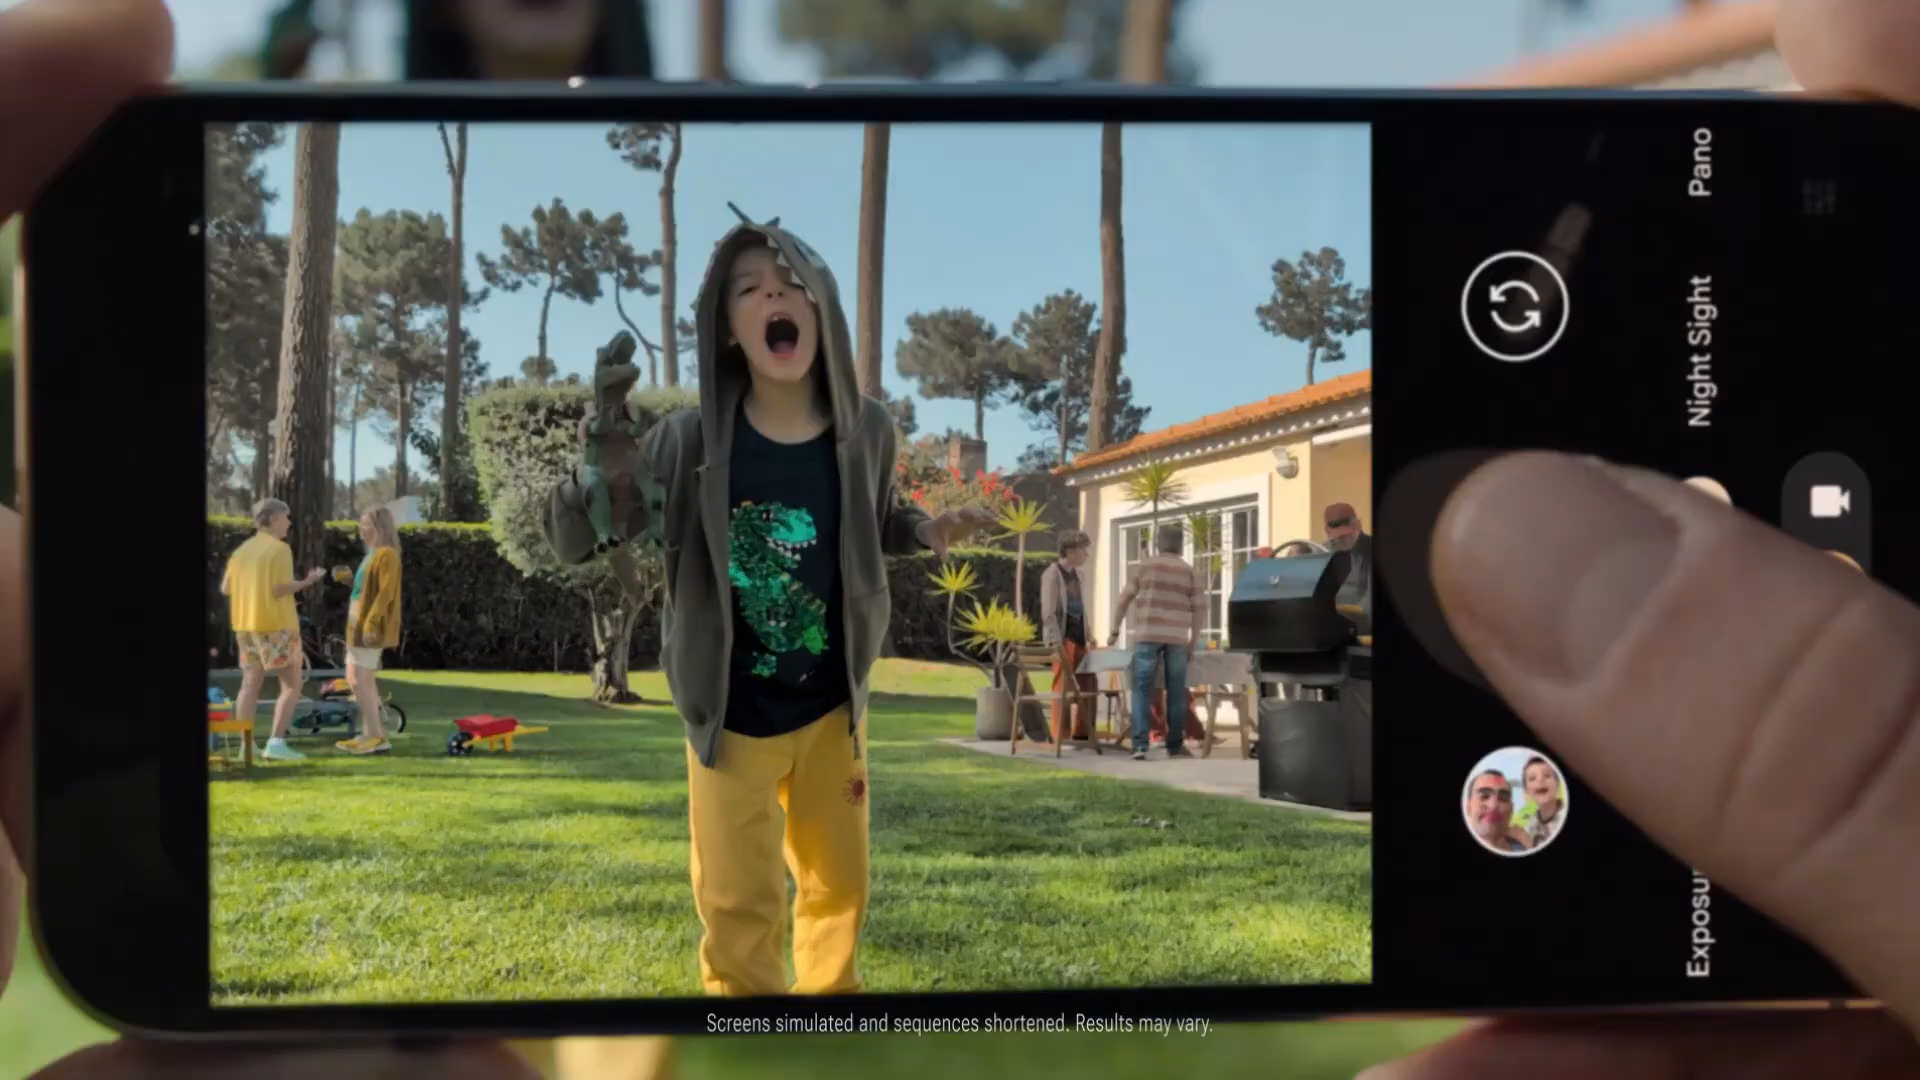 Pano
Night Sight
Exposur
Screens simulated and sequences shortened. Results may vary.